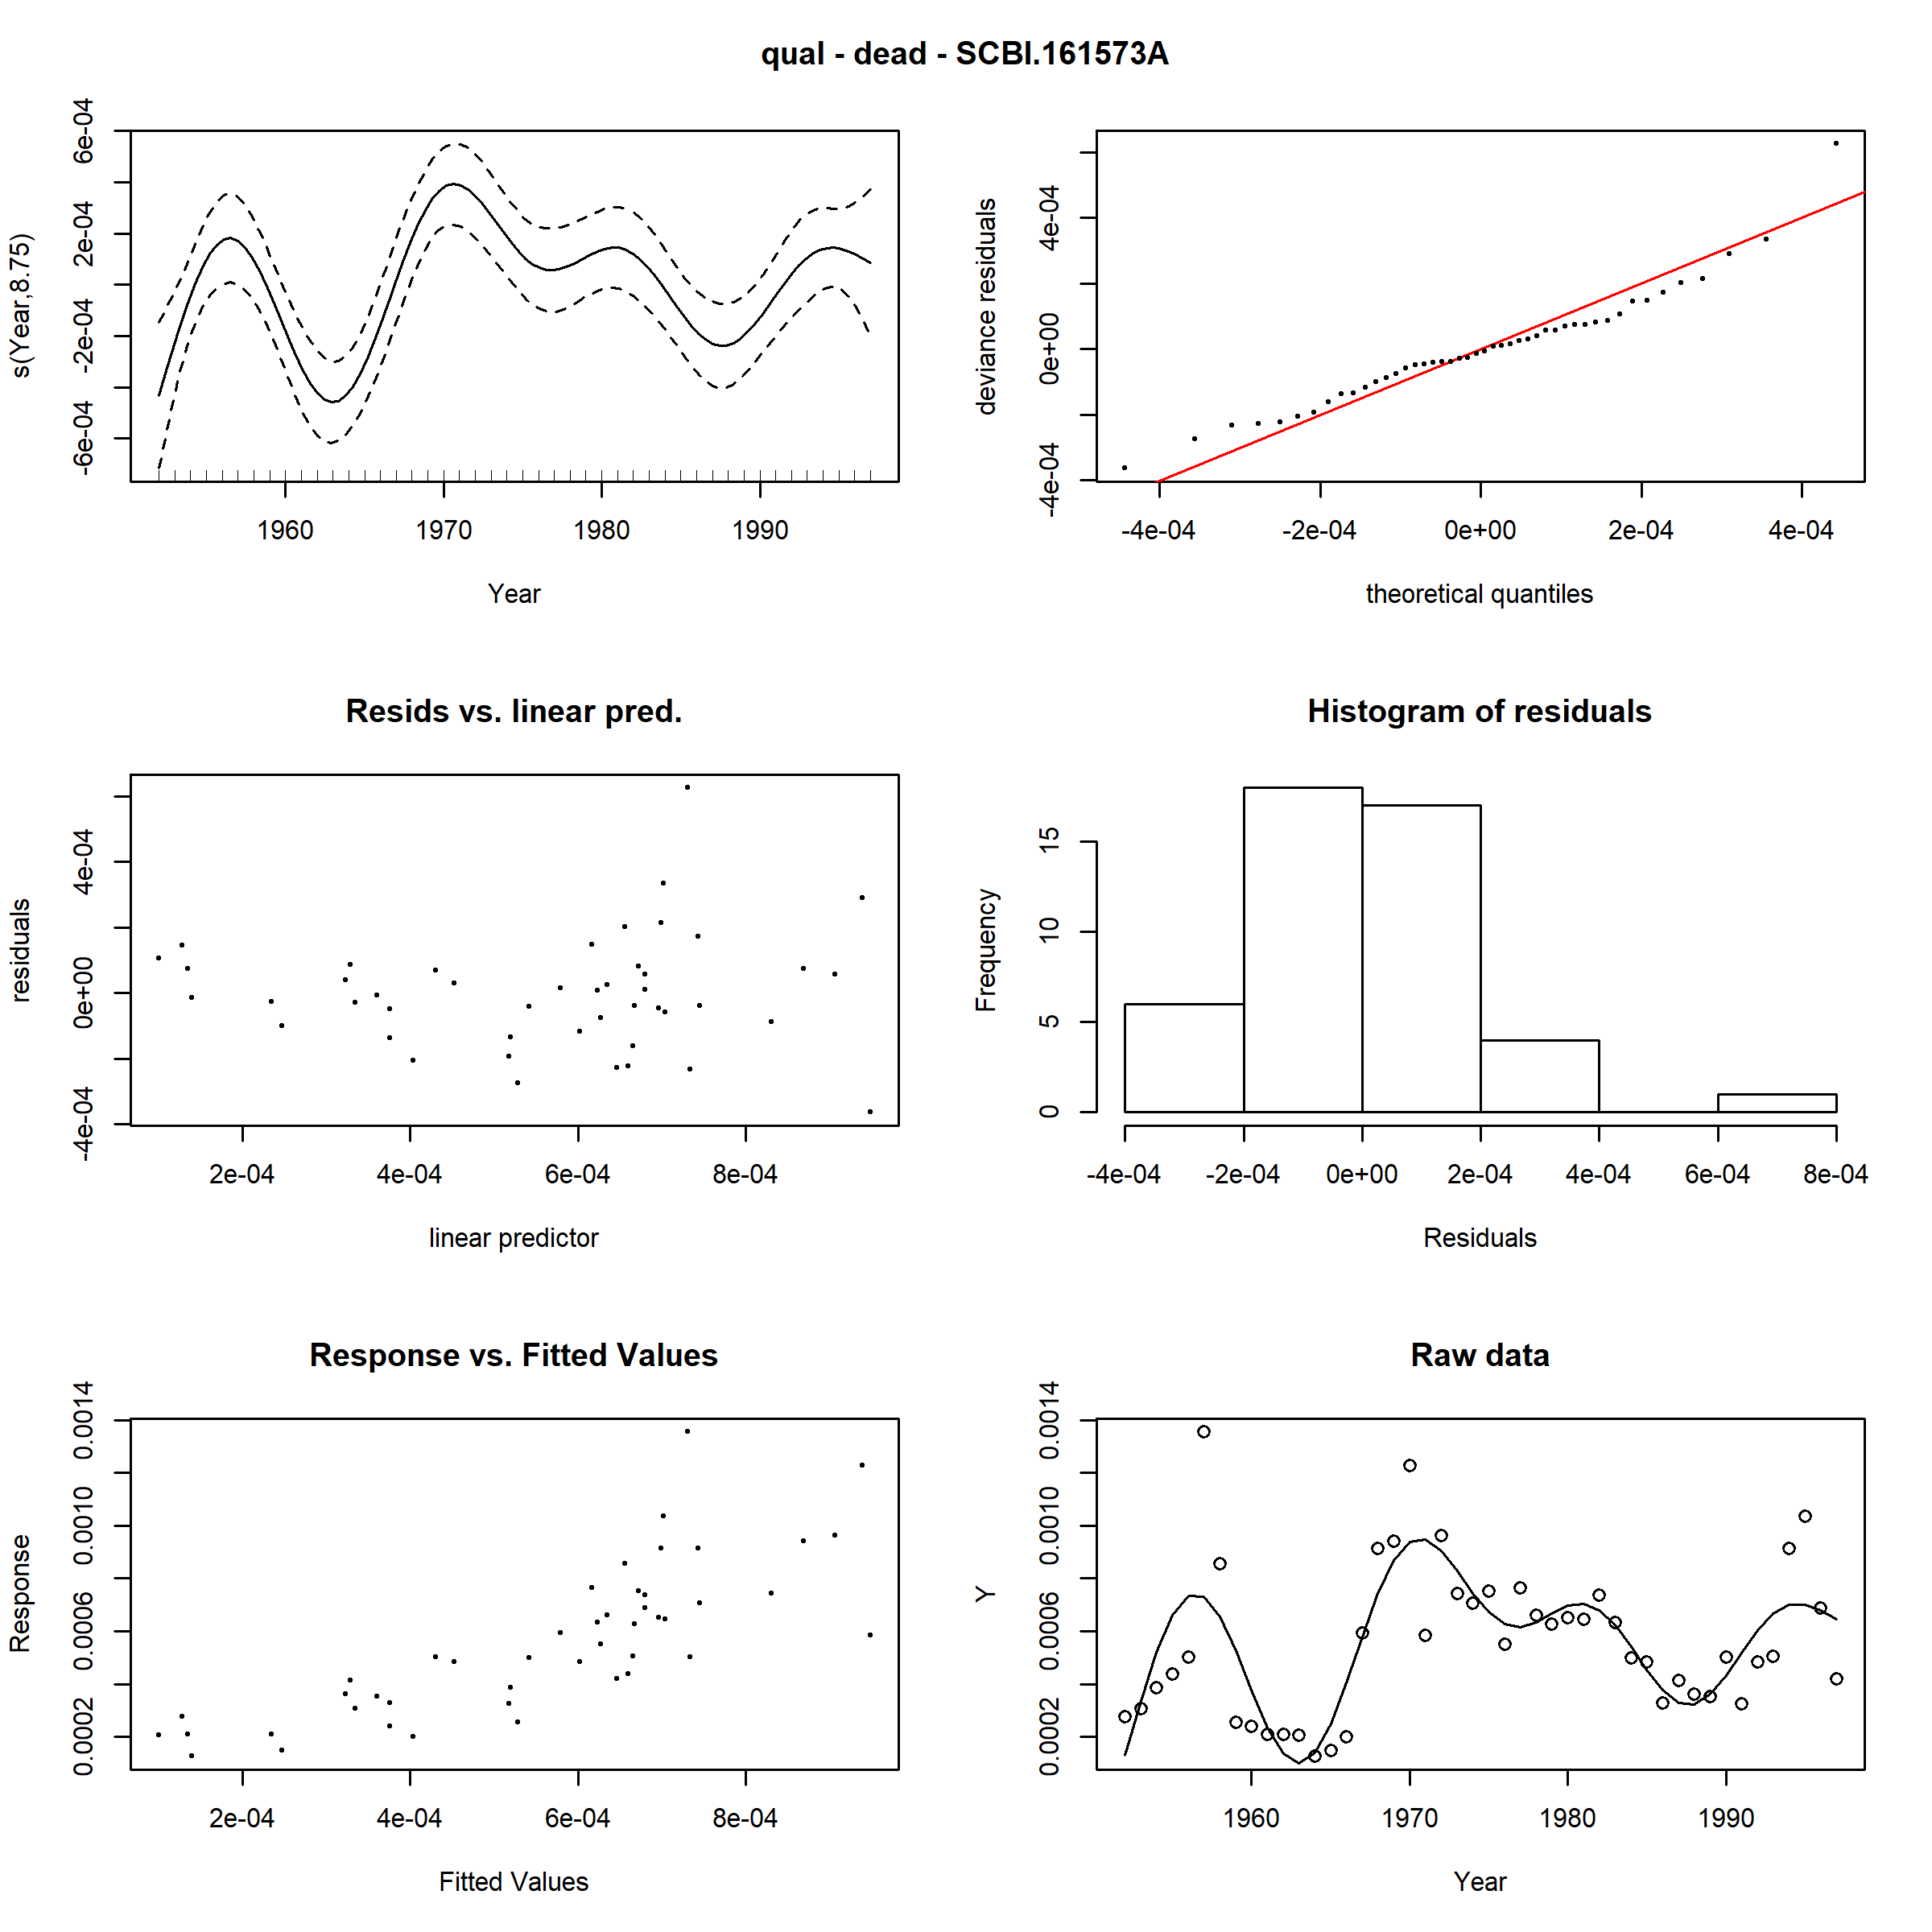 qual - dead - SCBI.161573A
s(Year,8.75)
-6e-04 -2e-04 2e-04 6e-04
1960 1970 1980 1990
Year
deviance residuals
-4e-04 0e+00 4e-04
-4e-04 -2e-04 0e+00 2e-04 4e-04
theoretical quantiles
Resids vs. linear pred.
residuals
-4e-04 0e+00 4e-04
2e-04 4e-04 6e-04 8e-04
linear predictor
Histogram of residuals
Frequency
0 5 10 15
-4e-04 -2e-04 0e+00 2e-04 4e-04 6e-04 8e-04
Residuals
Response vs. Fitted Values
Response
0.0002 0.0006 0.0010 0.0014
2e-04 4e-04 6e-04 8e-04
Fitted Values
Raw data
Y
0.0002 0.0006 0.0010 0.0014
1960 1970 1980 1990
Year